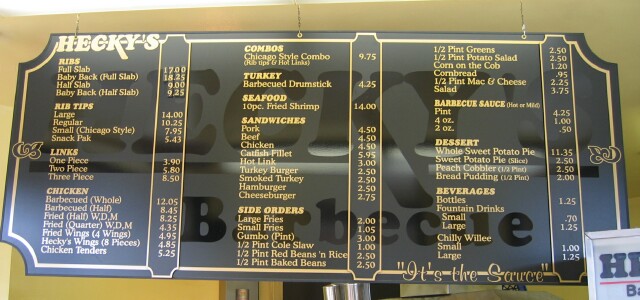 HECKY'S
RIBS
Full Slab 17.00
Baby Back (Full Slab) 18.25
Half Slab 9.00
Baby Back (Half Slab) 9.25
RIB TIPS
Large 14.00
Regular 10.25
Small (Chicago Style) 7.95
Snack Pak 5.43
LINKS
One Piece 3.90
Two Piece 5.80
Three Piece 8.50
CHICKEN
Barbecued (Whole) 12.05
Barbecued (Half) 8.45
Fried (Half) W,D,M 8.25
Fried (Quarter) W,D,M 4.35
Fried Wings (4 Wings) 4.95
Hecky's Wings (8 Pieces) 4.85
Chicken Tenders 5.25
COMBOS
Chicago Style Combo 9.75
(Rib tips & Hot Links)
TURKEY
Barbecued Drumstick 4.25
SEAFOOD
10pc. Fried Shrimp 14.00
SANDWICHES
Pork 4.50
Beef 4.50
Chicken 4.50
Catfish Fillet 5.95
Hot Link 3.00
Turkey Burger 2.50
Smoked Turkey 2.50
Hamburger 2.50
Cheeseburger 2.75
SIDE ORDERS
Large Fries 2.00
Small Fries 1.05
Gumbo (Pint) 3.00
1/2 Pint Cole Slaw 1.00
1/2 Pint Red Beans 'n Rice 2.50
1/2 Pint Baked Beans 2.50
1/2 Pint Greens 2.50
1/2 Pint Potato Salad 2.50
Corn on the Cob 1.20
Cornbread .95
1/2 Pint Mac & Cheese 2.25
Salad 3.75
BARBECUE SAUCE (Hot or Mild)
Pint 4.25
4 oz. 1.00
2 oz. .50
DESSERT
Whole Sweet Potato Pie 11.35
Sweet Potato Pie (Slice) 2.50
Peach Cobbler (1/2 Pint) 2.50
Bread Pudding (1/2 Pint) 2.00
BEVERAGES
Bottles 1.25
Fountain Drinks
Small .70
Large 1.25
Chilly Willee
Small 1.00
Large 1.25
HECKY'S
Barbecue
"It's the Sauce"